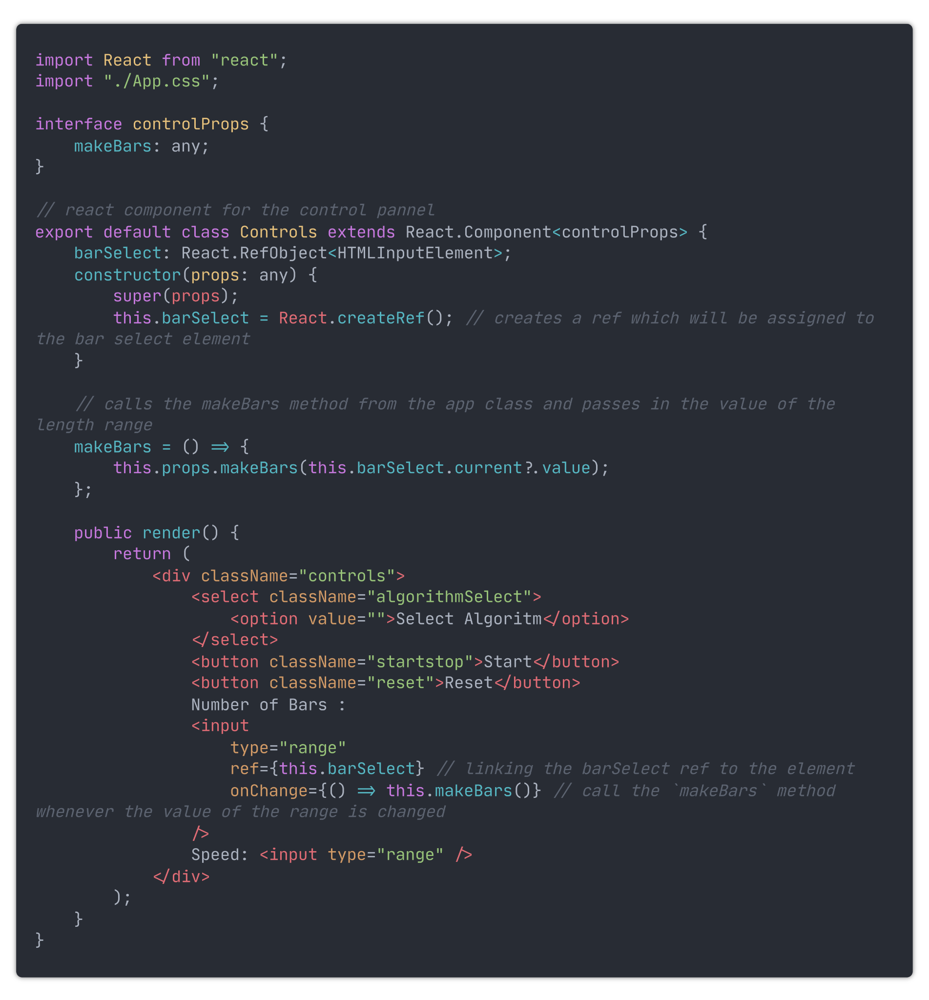 import React from "react";
import "./App.css";

interface controlProps {
    makeBars: any;
}

// react component for the control pannel
export default class Controls extends React.Component<controlProps> {
    barSelect: React.RefObject<HTMLInputElement>;
    constructor(props: any) {
        super(props);
        this.barSelect = React.createRef(); // creates a ref which will be assigned to
the bar select element
    }

    // calls the makeBars method from the app class and passes in the value of the
length range
    makeBars = () => {
        this.props.makeBars(this.barSelect.current?.value);
    };

    public render() {
        return (
            <div className="controls">
                <select className="algorithmSelect">
                    <option value="">Select Algoritm</option>
                </select>
                <button className="startstop">Start</button>
                <button className="reset">Reset</button>
                Number of Bars :
                <input
                    type="range"
                    ref={this.barSelect} // linking the barSelect ref to the element
                    onChange={() => this.makeBars()} // call the `makeBars` method
whenever the value of the range is changed
                />
                Speed: <input type="range" />
            </div>
        );
    }
}